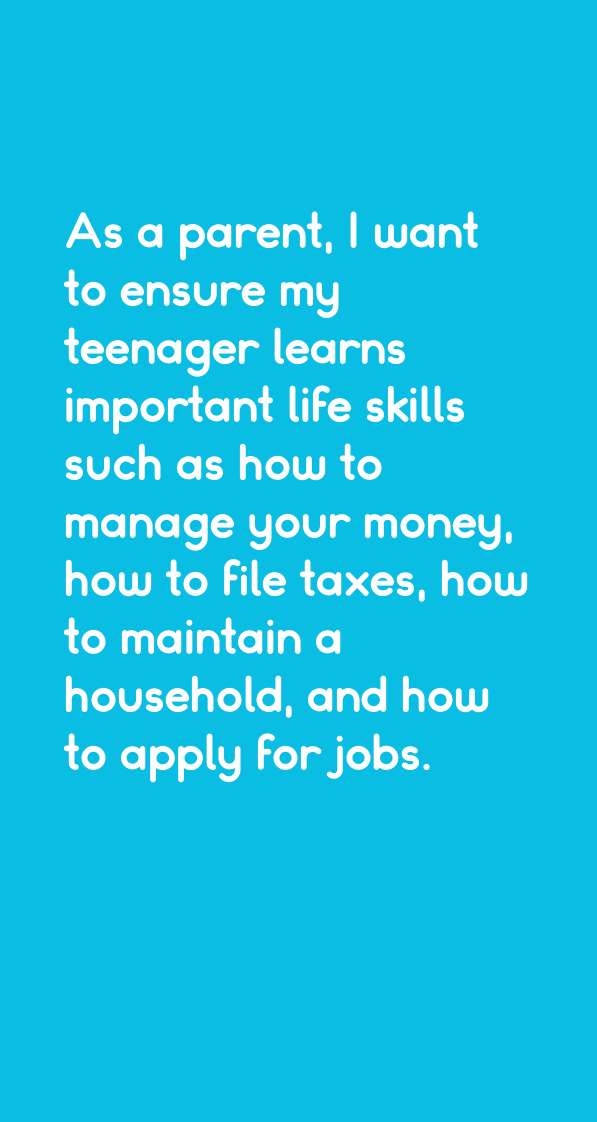 As a parent, I want
to ensure my
teenager learns
important life skills
such as how to
manage your money,
how to file taxes, how
to maintain a
household, and how
to apply for jobs.